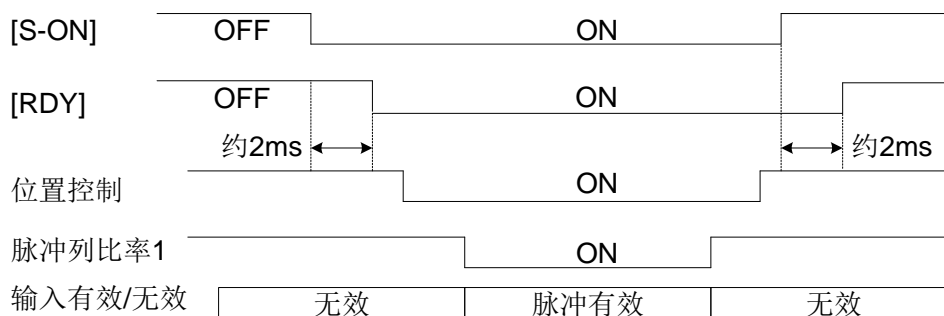 [S-ON] OFF ON
[RDY] OFF ON
约2ms 约2ms
位置控制 ON
脉冲列比率1 ON
输入有效/无效 无效 脉冲有效 无效